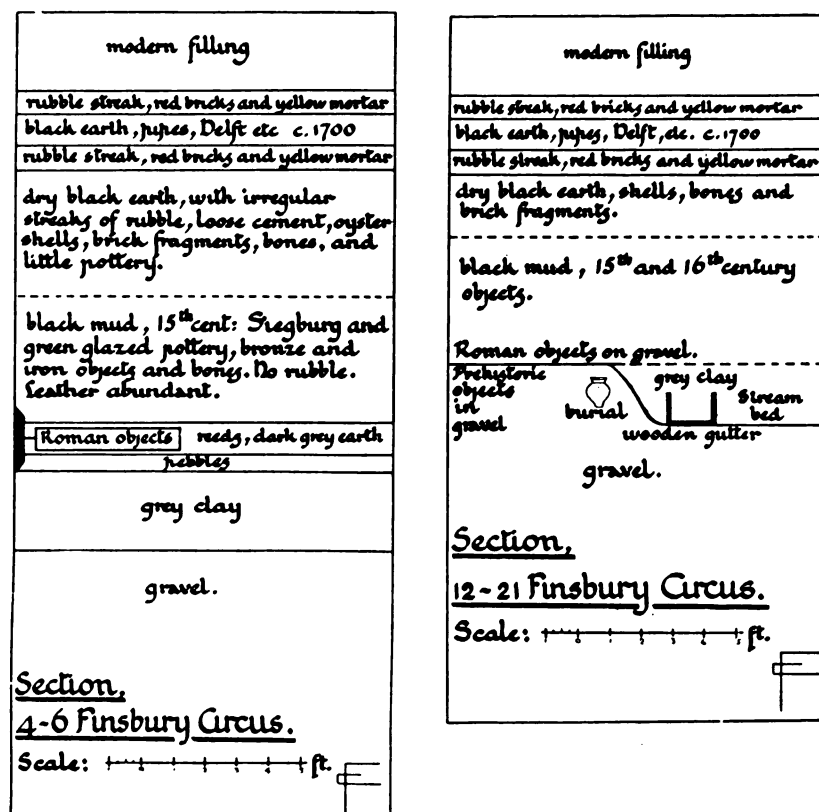 modern filling
rubble streak, red bricks and yellow mortar
black earth, pipes, Delft etc c. 1700
rubble streak, red bricks and yellow mortar
dry black earth, with irregular
streaks of rubble, loose cement, oyster
shells, brick fragments, bones, and
little pottery.
black mud, 15th cent: Siegburg and
green glazed pottery, bronze and
iron objects and bones. No rubble.
Leather abundant.
Roman objects reeds, dark grey earth
pebbles
grey clay
gravel.
Section,
4-6 Finsbury Circus.
Scale: ft.
modern filling
rubble streak, red bricks and yellow mortar
black earth, pipes, Delft, etc. c. 1700
rubble streak, red bricks and yellow mortar
dry black earth, shells, bones and
brick fragments.
black mud, 15th and 16th century
objects.
Roman objects on gravel.
Prehistoric
objects
in
gravel
burial
grey clay
Stream
bed
wooden gutter
gravel.
Section,
12-21 Finsbury Circus.
Scale: ft.